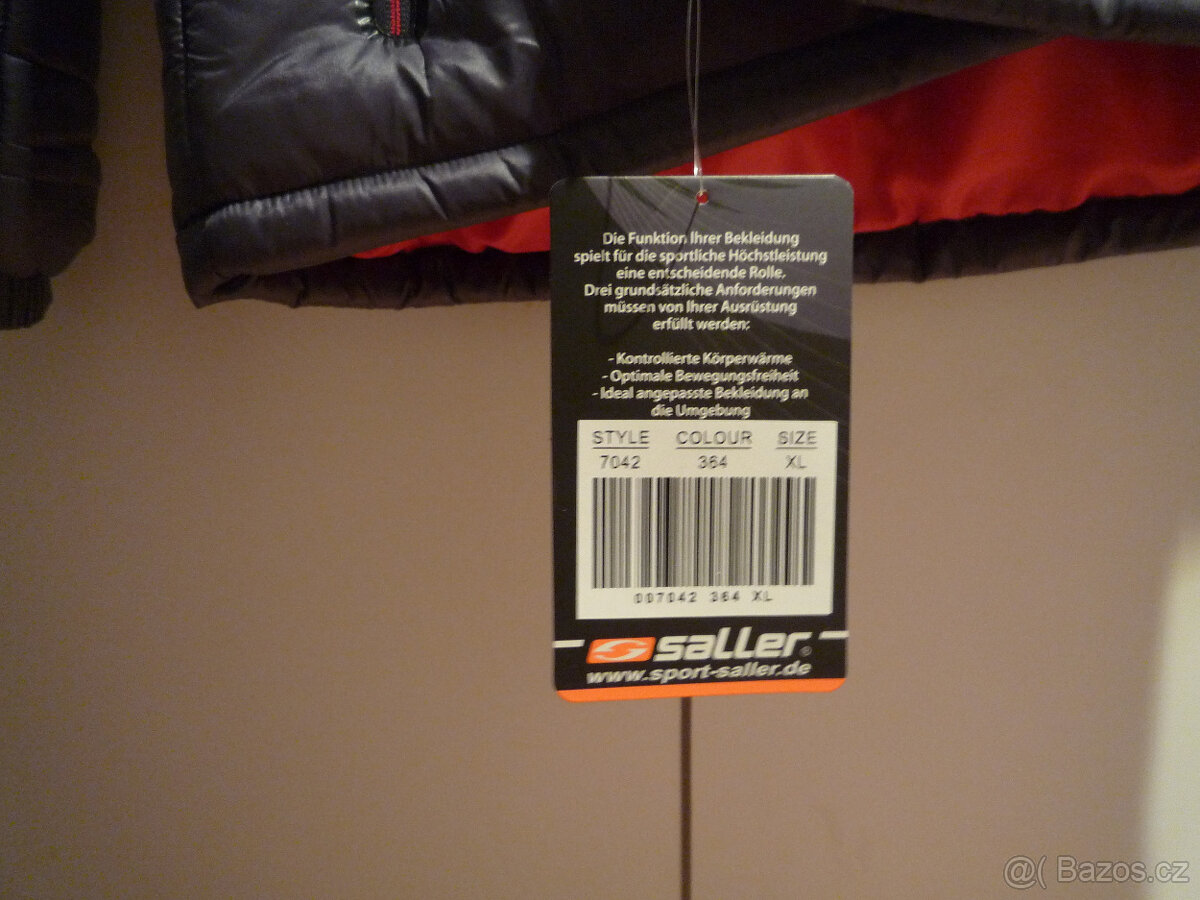 Die Funktion Ihrer Bekleidung
spielt für die sportliche Höchstleistung
eine entscheidende Rolle.
Drei grundsätzliche Anforderungen
müssen von Ihrer Ausrüstung
erfüllt werden:
- Kontrollierte Körperwärme
- Optimale Bewegungsfreiheit
- Ideal angepasste Bekleidung an
die Umgebung
STYLE COLOUR SIZE
7042 364 XL
007042 364 XL
saller®
www.sport-saller.de
@( Bazos.cz